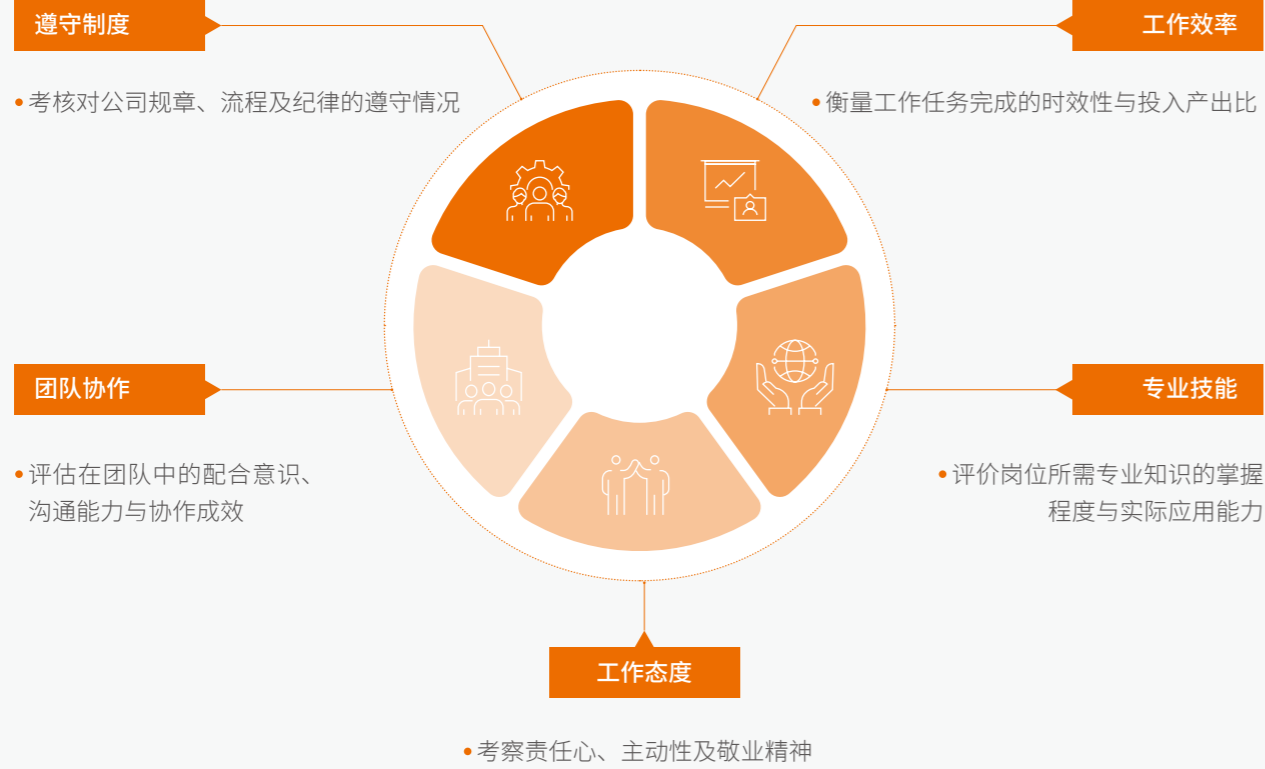 遵守制度
• 考核对公司规章、流程及纪律的遵守情况
工作效率
• 衡量工作任务完成的时效性与投入产出比
团队协作
• 评估在团队中的配合意识、
沟通能力与协作成效
专业技能
• 评价岗位所需专业知识的掌握
程度与实际应用能力
工作态度
• 考察责任心、主动性及敬业精神